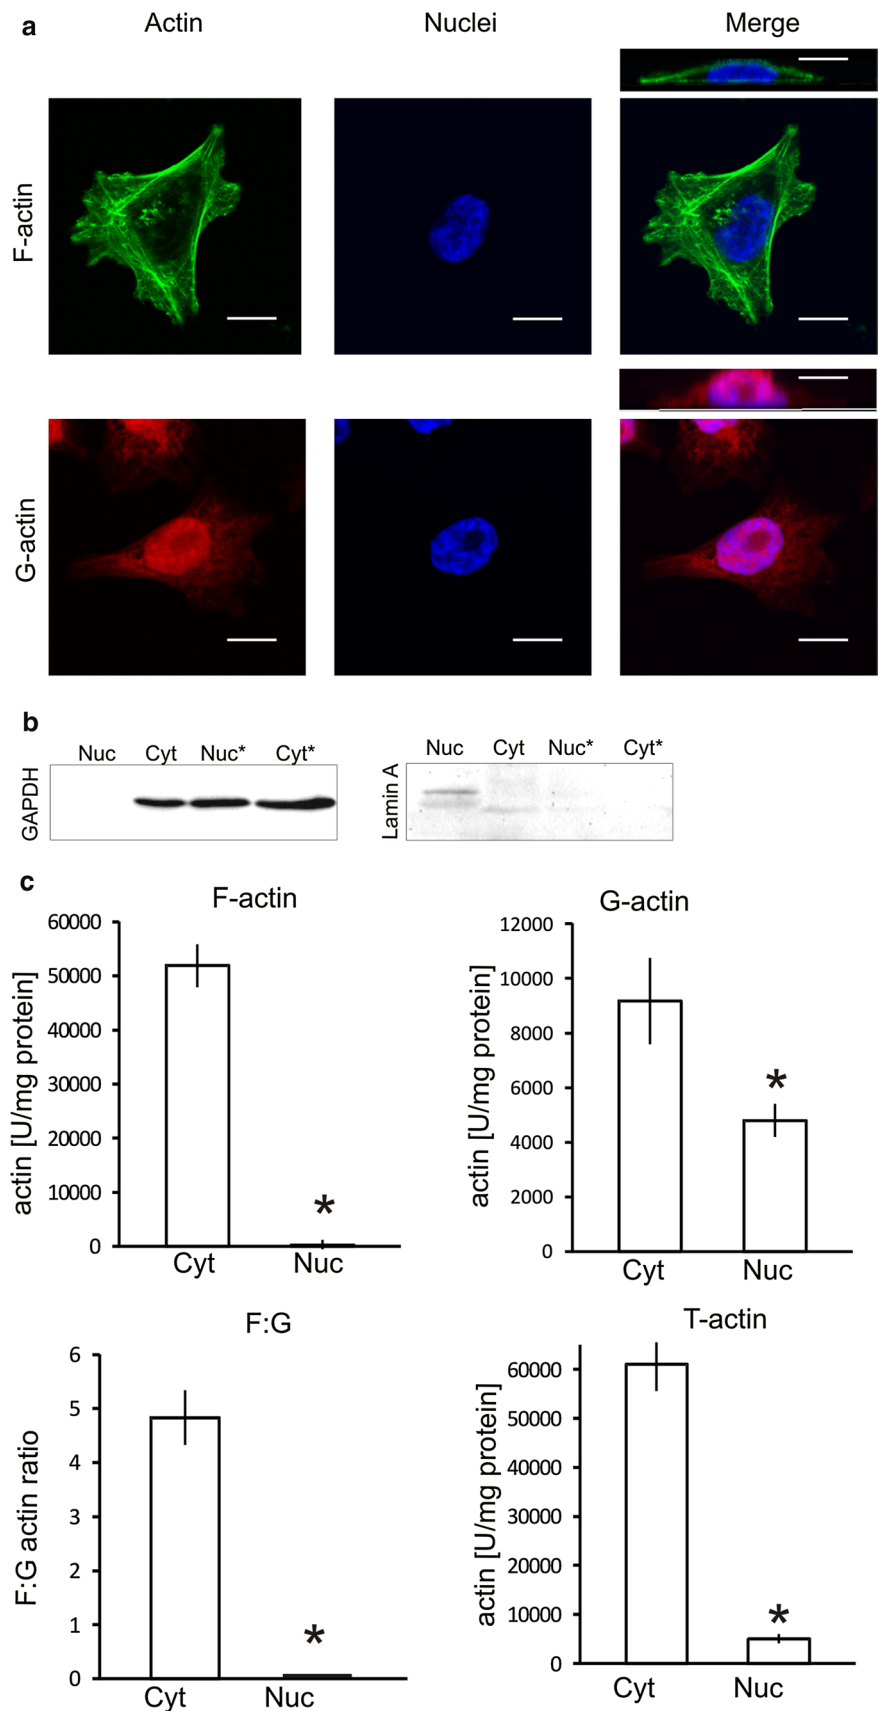 a
Actin Nuclei Merge
F-actin
G-actin
b
Nuc Cyt Nuc* Cyt*
GAPDH
Nuc Cyt Nuc* Cyt*
Lamin A
c
F-actin
actin [U/mg protein]
60000
50000
40000
30000
20000
10000
0
*
Cyt Nuc
G-actin
actin [U/mg protein]
12000
10000
8000
6000
4000
2000
0
*
Cyt Nuc
F:G
F:G actin ratio
6
5
4
3
2
1
0
*
Cyt Nuc
T-actin
actin [U/mg protein]
60000
50000
40000
30000
20000
10000
0
*
Cyt Nuc